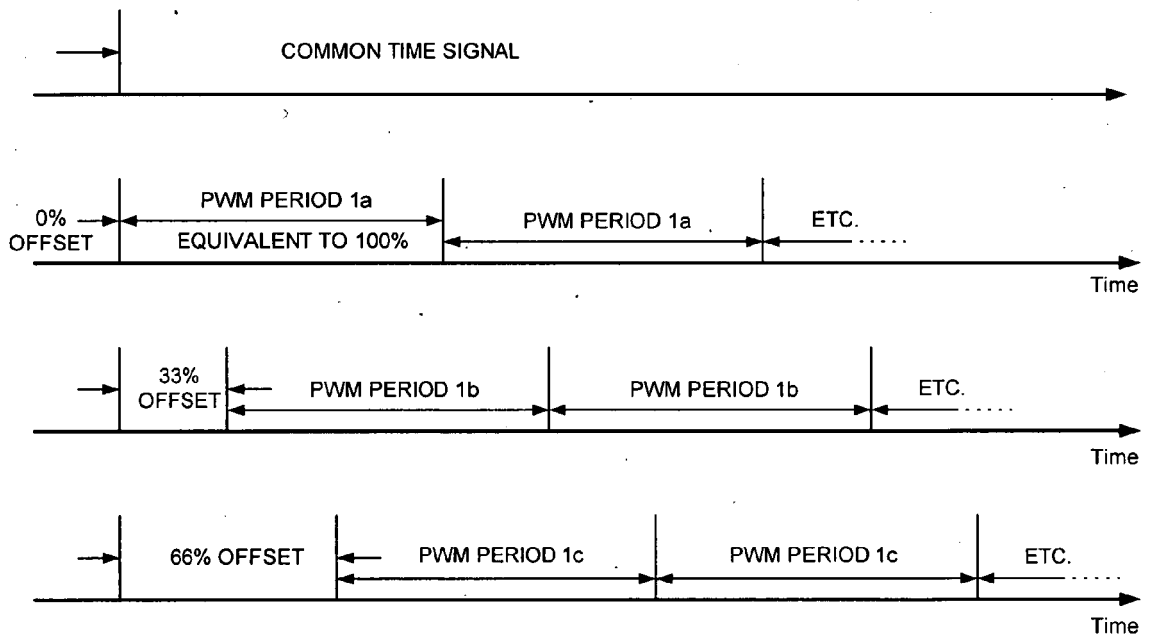 COMMON TIME SIGNAL
0%
OFFSET
PWM PERIOD 1a
EQUIVALENT TO 100%
PWM PERIOD 1a
ETC.
Time
33%
OFFSET
PWM PERIOD 1b
PWM PERIOD 1b
ETC.
Time
66% OFFSET
PWM PERIOD 1c
PWM PERIOD 1c
ETC.
Time